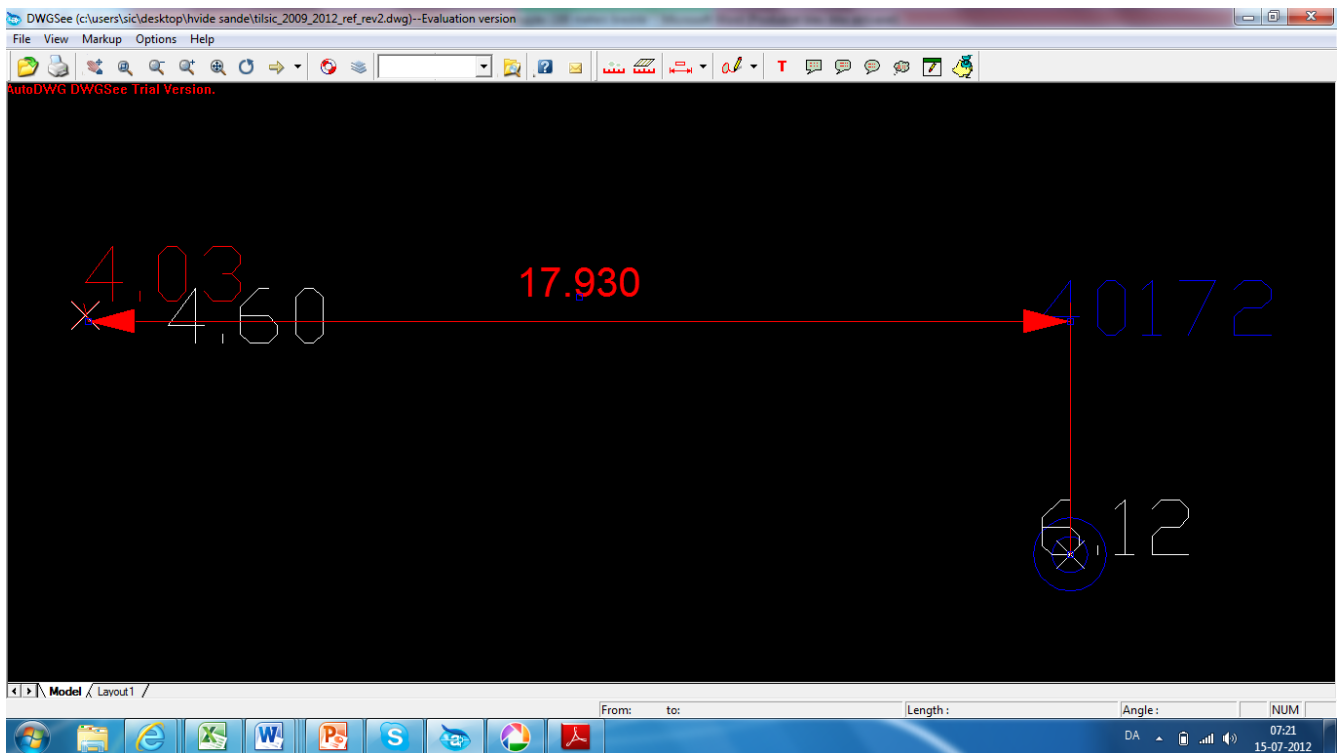 DWGSee (c:\users\sic\desktop\hvide sande\tilsic_2009_2012_ref_rev2.dwg)--Evaluation version
File View Markup Options Help
T
AutoDWG DWGSee Trial Version.
4.03
17.930
4.60
40172
6.12
Model Layout1
From: to: Length : Angle : NUM
DA 07:21
15-07-2012